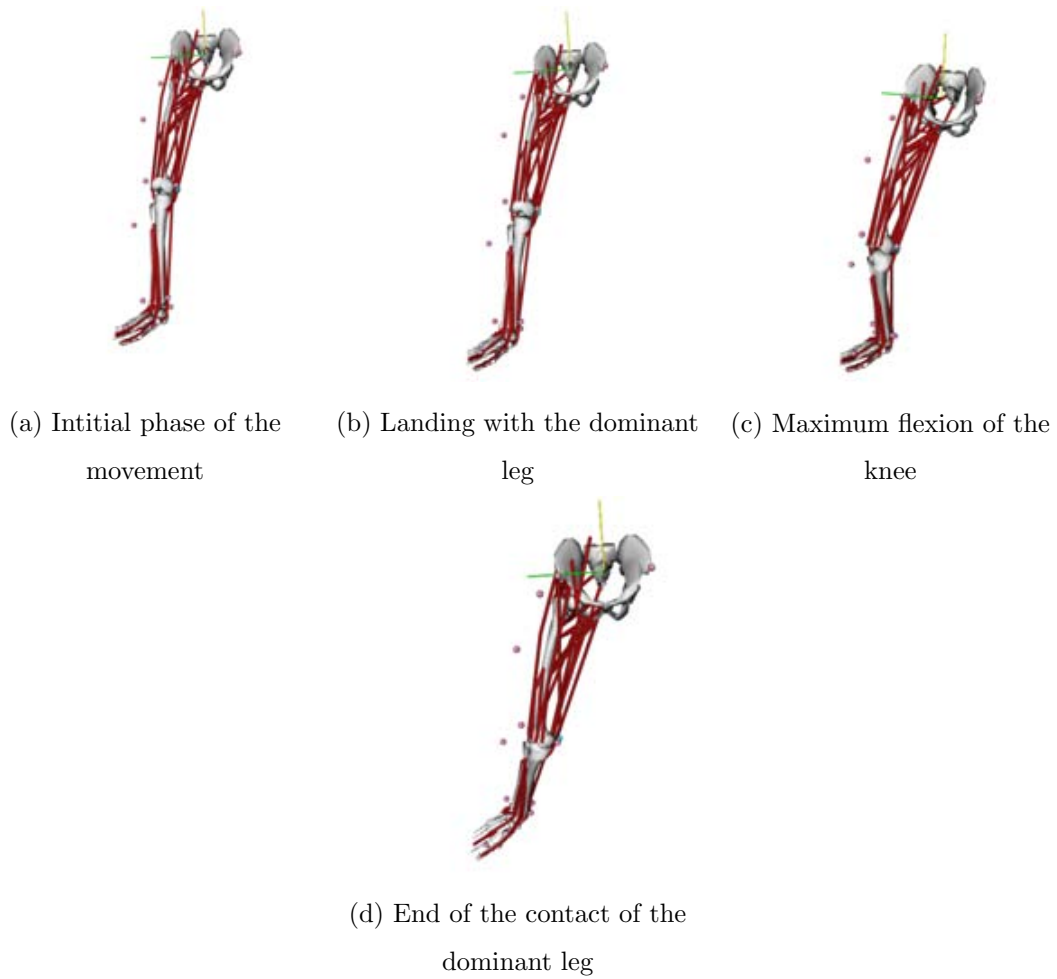 (a) Intitial phase of the
movement
(b) Landing with the dominant
leg
(c) Maximum flexion of the
knee
(d) End of the contact of the
dominant leg